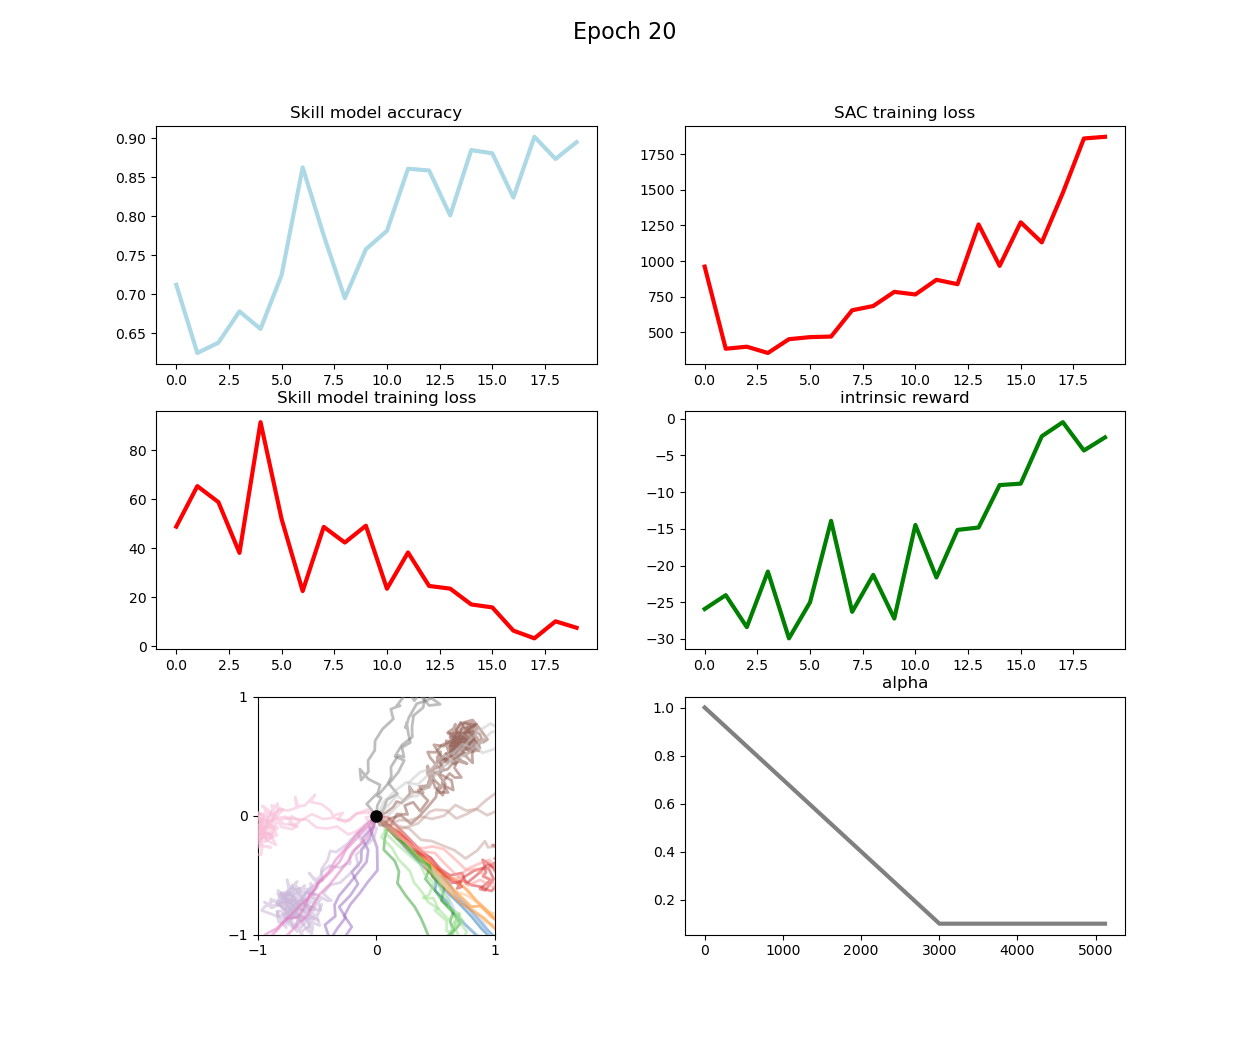 Epoch 20
Skill model accuracy
0.90
0.85
0.80
0.75
0.70
0.65
0.0 2.5 5.0 7.5 10.0 12.5 15.0 17.5
SAC training loss
1750
1500
1250
1000
750
500
0.0 2.5 5.0 7.5 10.0 12.5 15.0 17.5
Skill model training loss
80
60
40
20
0
0.0 2.5 5.0 7.5 10.0 12.5 15.0 17.5
intrinsic reward
0
−5
−10
−15
−20
−25
−30
0.0 2.5 5.0 7.5 10.0 12.5 15.0 17.5
1
0
−1
−1 0 1
alpha
1.0
0.8
0.6
0.4
0.2
0 1000 2000 3000 4000 5000